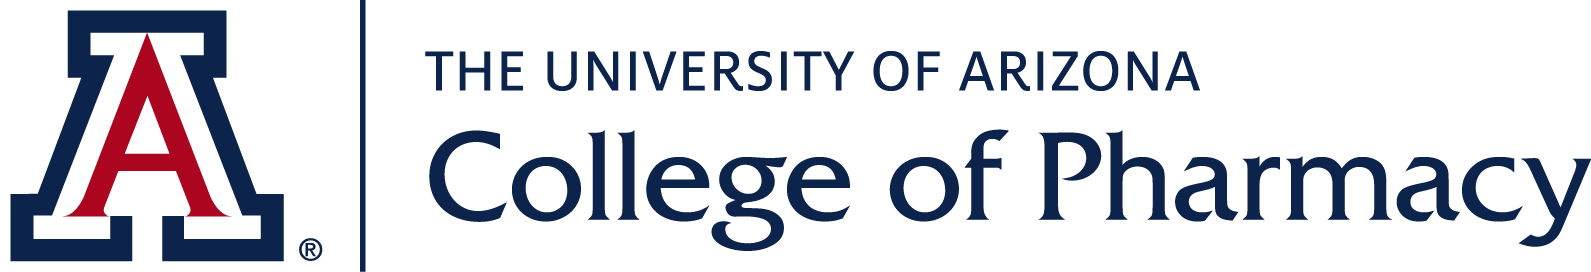 A®
THE UNIVERSITY OF ARIZONA
College of Pharmacy